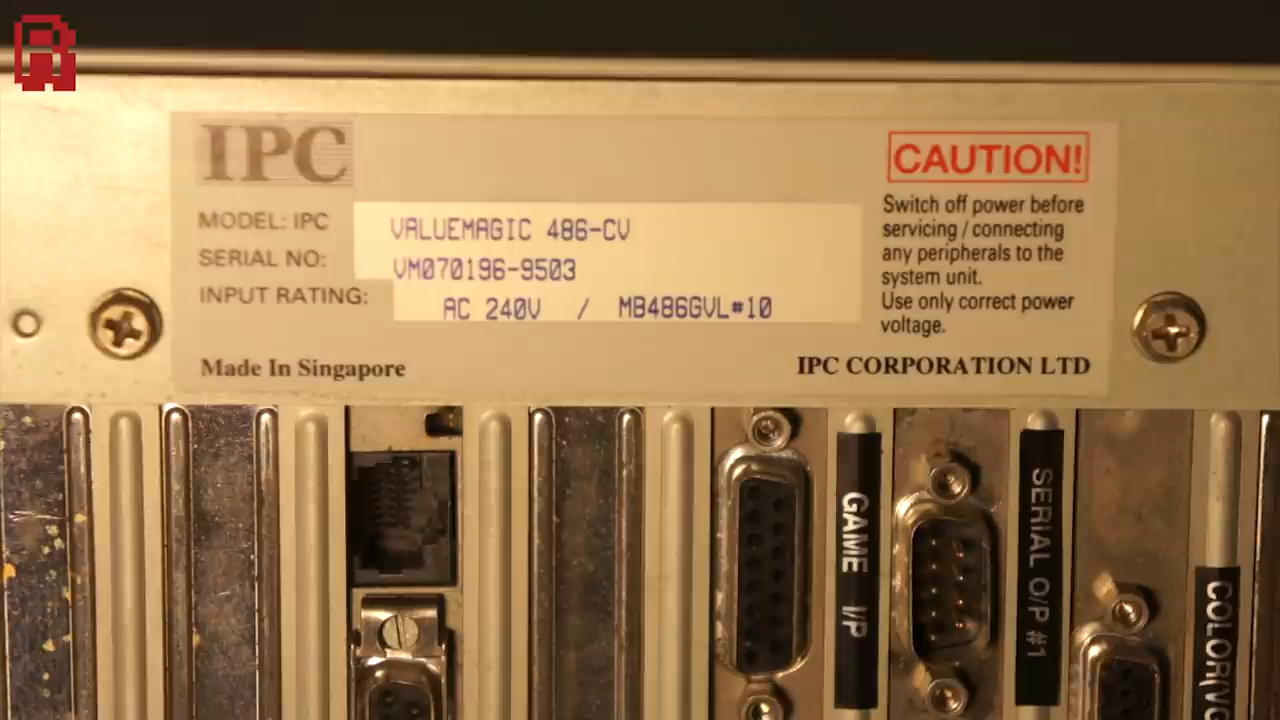 IPC
MODEL: IPC VALUEMAGIC 486-CV
SERIAL NO: VM070196-9503
INPUT RATING: AC 240V / MB486GVL#10
Made In Singapore
CAUTION!
Switch off power before
servicing / connecting
any peripherals to the
system unit.
Use only correct power
voltage.
IPC CORPORATION LTD
GAME I/P
SERIAL O/P #1
COLOR(VG